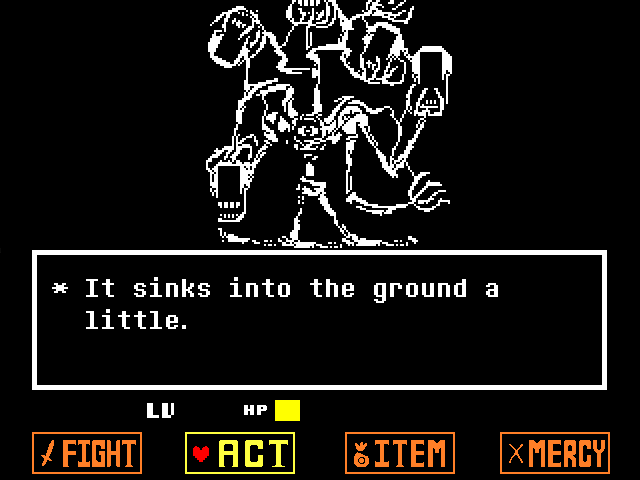 * It sinks into the ground a
little.
LV HP
FIGHT ACT ITEM MERCY